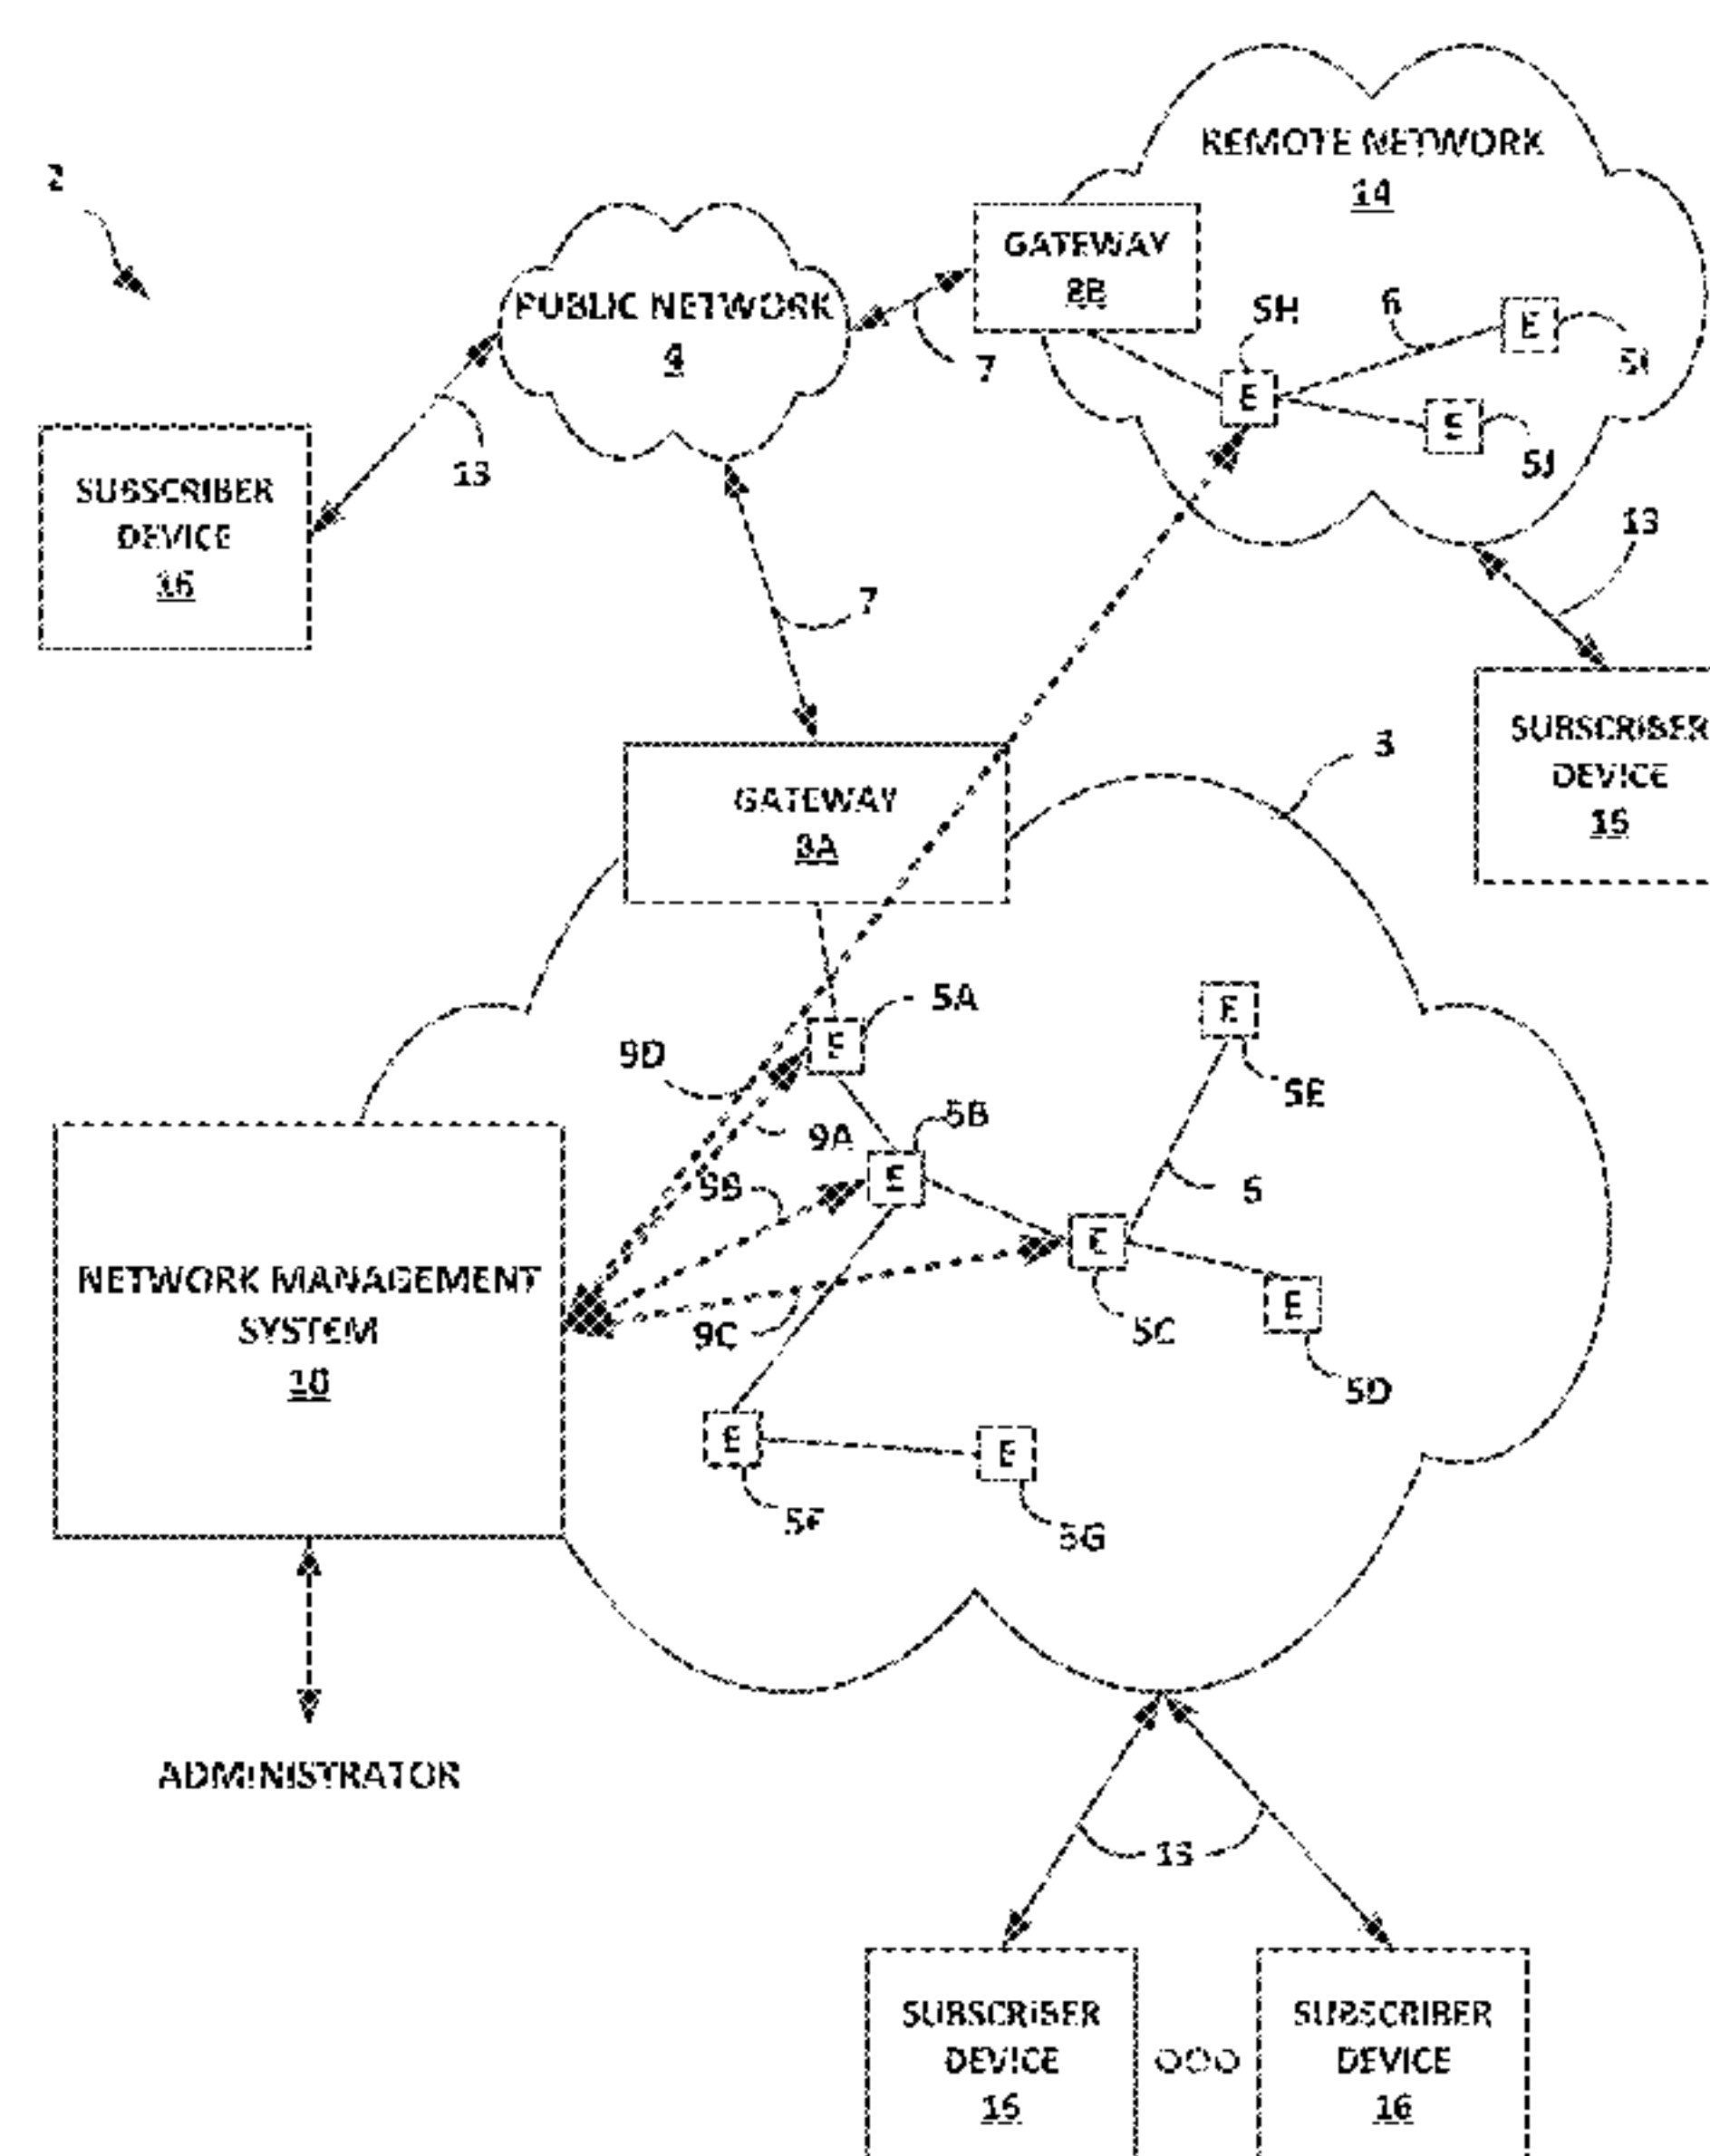 REMOTE NETWORK
14
2
GATEWAY
8B
PUBLIC NETWORK
4
5H
6
E
5I
7
E
E
5J
13
SUBSCRIBER
DEVICE
16
13
7
SUBSCRIBER
DEVICE
16
3
GATEWAY
8A
5A
E
E
9D
5E
5B
9A
E
9B
6
E
NETWORK MANAGEMENT
SYSTEM
10
E
9C
5C
5D
E
E
5F
5G
ADMINISTRATOR
13
SUBSCRIBER
DEVICE
16
SUBSCRIBER
DEVICE
16